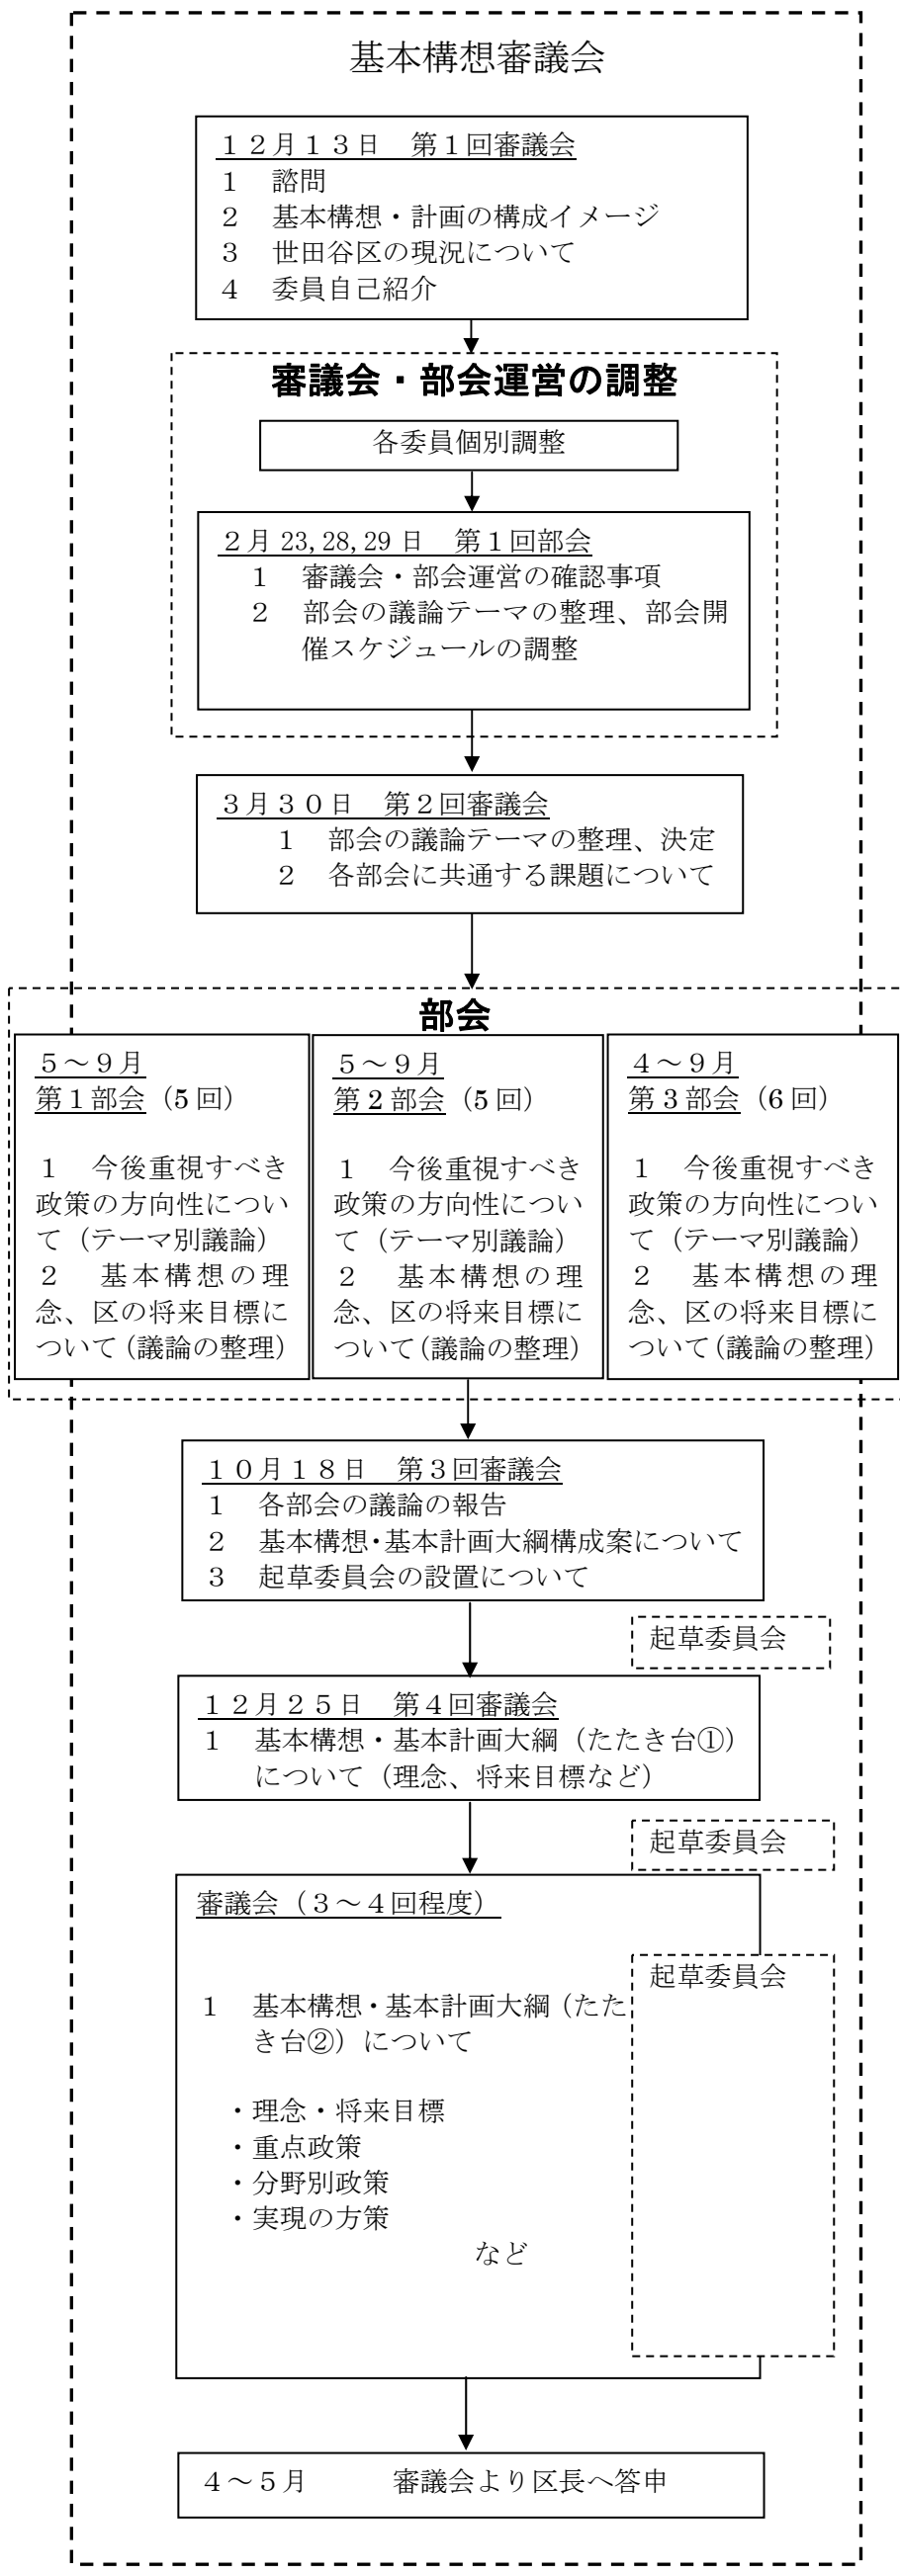 基本構想審議会
１２月１３日　第１回審議会
１　諮問
２　基本構想・計画の構成イメージ
３　世田谷区の現況について
４　委員自己紹介
審議会・部会運営の調整
各委員個別調整
２月 23,28,29 日　第１回部会
１　審議会・部会運営の確認事項
２　部会の議論テーマの整理、部会開
催スケジュールの調整
３月３０日　第２回審議会
１　部会の議論テーマの整理、決定
２　各部会に共通する課題について
部会
５～９月
第１部会（5 回）
１　今後重視すべき
政策の方向性につい
て（テーマ別議論）
２　基本構想の理
念、区の将来目標に
ついて（議論の整理）
５～９月
第２部会（5 回）
１　今後重視すべき
政策の方向性につい
て（テーマ別議論）
２　基本構想の理
念、区の将来目標に
ついて（議論の整理）
４～９月
第３部会（6 回）
１　今後重視すべき
政策の方向性につい
て（テーマ別議論）
２　基本構想の理
念、区の将来目標に
ついて（議論の整理）
１０月１８日　第３回審議会
１　各部会の議論の報告
２　基本構想・基本計画大綱構成案について
３　起草委員会の設置について
起草委員会
１２月２５日　第４回審議会
１　基本構想・基本計画大綱（たたき台①）
について（理念、将来目標など）
起草委員会
審議会（３～４回程度）
起草委員会
１　基本構想・基本計画大綱（たた
き台②）について
・理念・将来目標
・重点政策
・分野別政策
・実現の方策
など
４～５月　　　審議会より区長へ答申